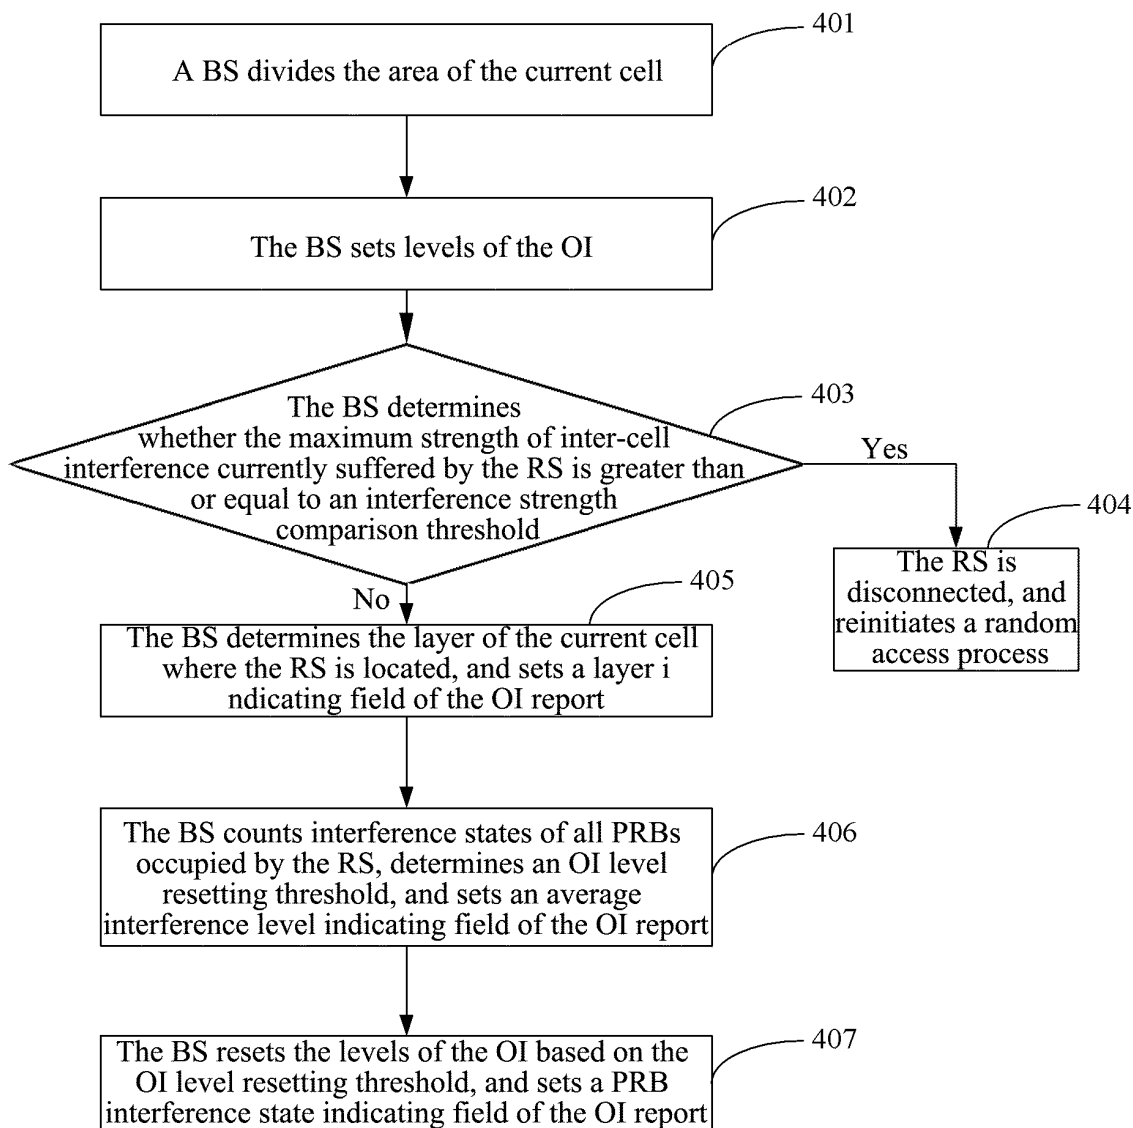 401
A BS divides the area of the current cell
402
The BS sets levels of the OI
403
The BS determines
whether the maximum strength of inter-cell
interference currently suffered by the RS is greater than
or equal to an interference strength
comparison threshold
Yes
404
The RS is
disconnected, and
reinitiates a random
access process
No
405
The BS determines the layer of the current cell
where the RS is located, and sets a layer i
ndicating field of the OI report
406
The BS counts interference states of all PRBs
occupied by the RS, determines an OI level
resetting threshold, and sets an average
interference level indicating field of the OI report
407
The BS resets the levels of the OI based on the
OI level resetting threshold, and sets a PRB
interference state indicating field of the OI report